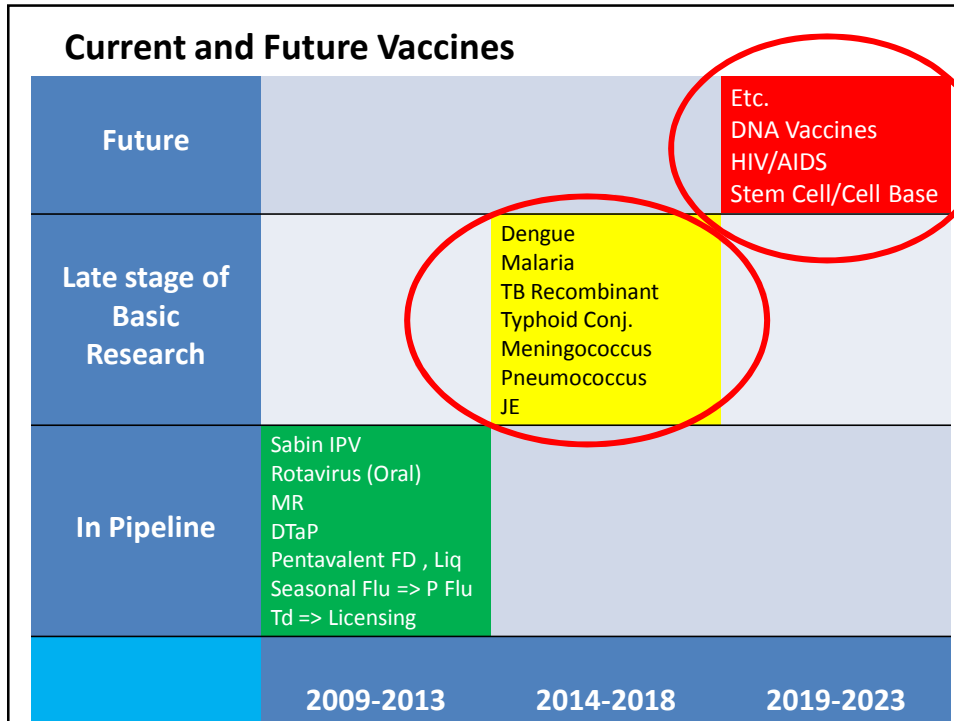 Current and Future Vaccines
Future
Etc.
DNA Vaccines
HIV/AIDS
Stem Cell/Cell Base
Late stage of
Basic
Research
Dengue
Malaria
TB Recombinant
Typhoid Conj.
Meningococcus
Pneumococcus
JE
In Pipeline
Sabin IPV
Rotavirus (Oral)
MR
DTaP
Pentavalent FD , Liq
Seasonal Flu => P Flu
Td => Licensing
2009-2013 2014-2018 2019-2023